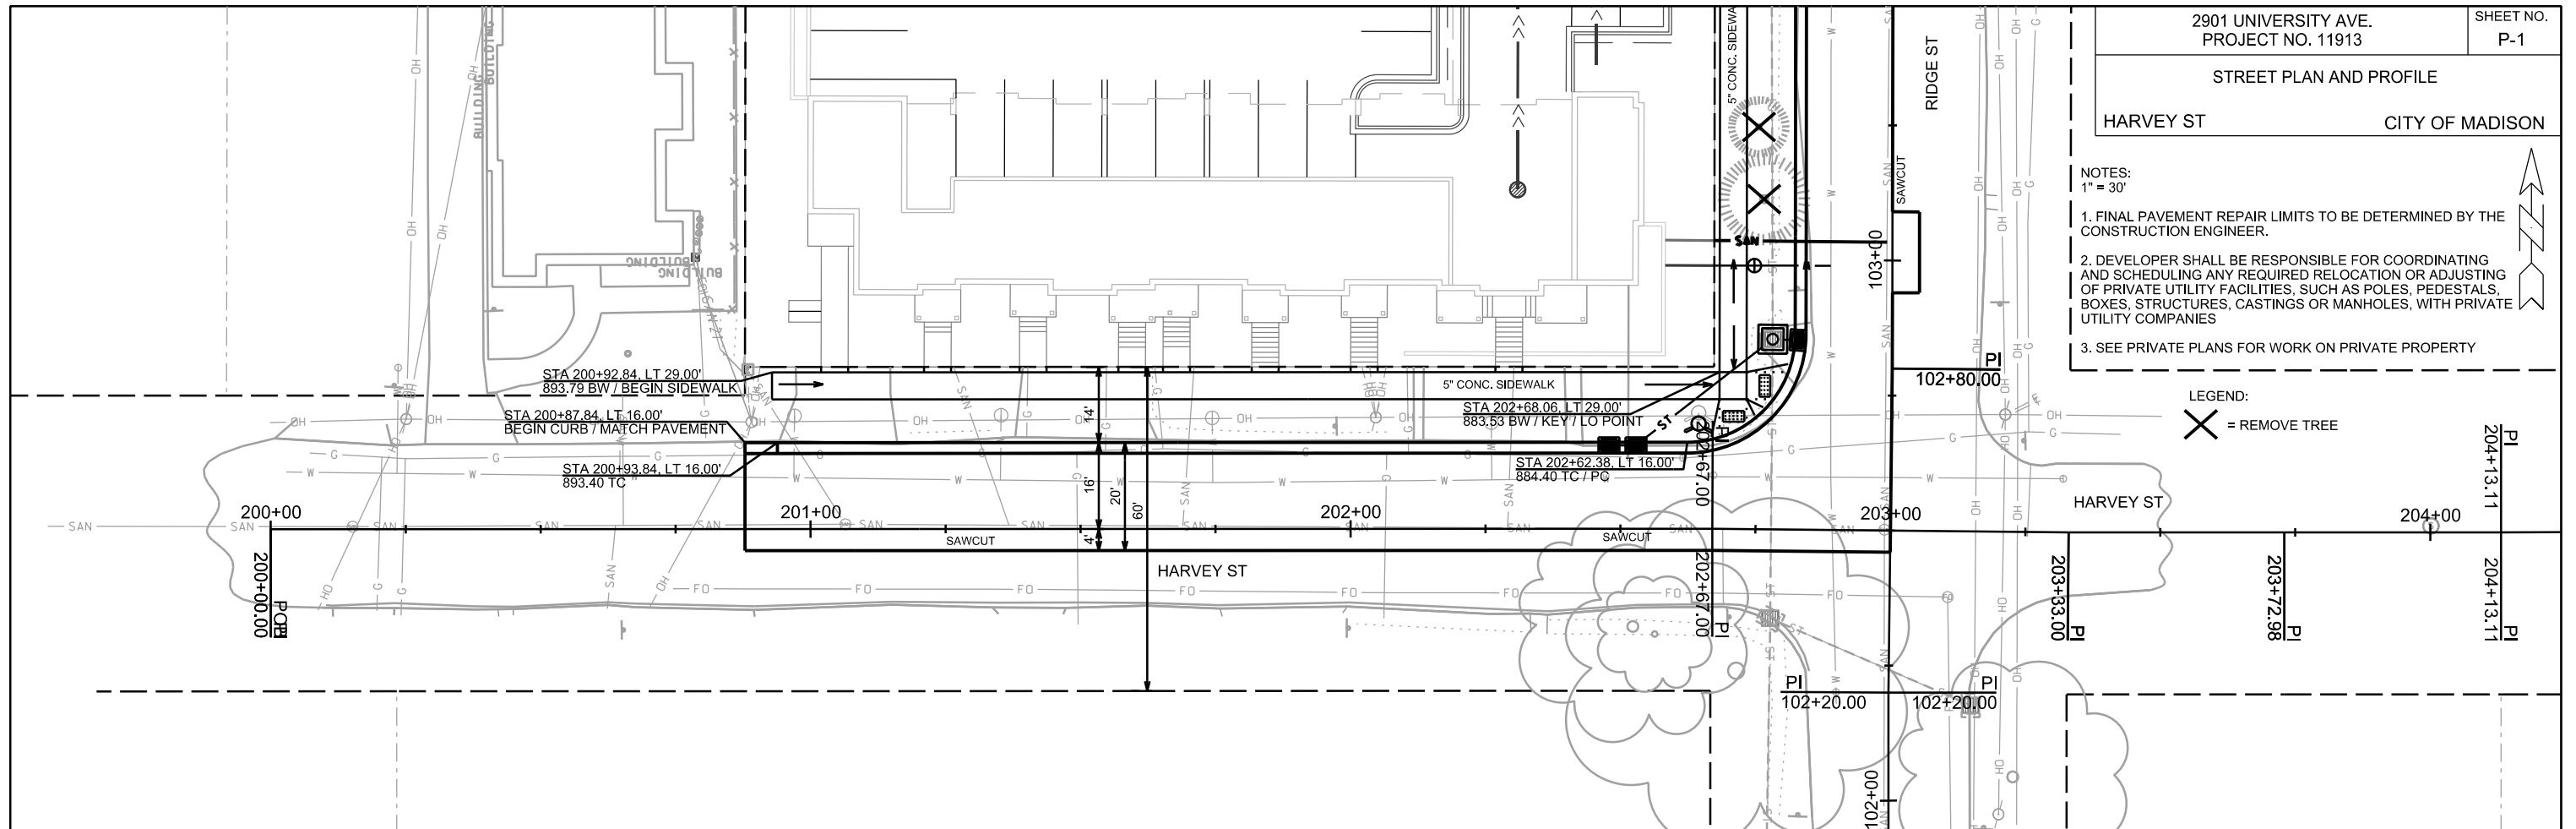 2901 UNIVERSITY AVE.
PROJECT NO. 11913
SHEET NO.
P-1
STREET PLAN AND PROFILE
HARVEY ST
CITY OF MADISON
NOTES:
1" = 30'
1. FINAL PAVEMENT REPAIR LIMITS TO BE DETERMINED BY THE
CONSTRUCTION ENGINEER.
2. DEVELOPER SHALL BE RESPONSIBLE FOR COORDINATING
AND SCHEDULING ANY REQUIRED RELOCATION OR ADJUSTING
OF PRIVATE UTILITY FACILITIES, SUCH AS POLES, PEDESTALS,
BOXES, STRUCTURES, CASTINGS OR MANHOLES, WITH PRIVATE
UTILITY COMPANIES
3. SEE PRIVATE PLANS FOR WORK ON PRIVATE PROPERTY
LEGEND:
= REMOVE TREE
N
RIDGE ST
SAWCUT
5" CONC. SIDEWA
BUILDING
BUILDING
BUILDING
BUILDING
SAN
103+00
PI
102+80.00
STA 200+92.84, LT 29.00'
893.79 BW / BEGIN SIDEWALK
STA 200+87.84, LT 16.00'
BEGIN CURB / MATCH PAVEMENT
STA 200+93.84, LT 16.00'
893.40 TC
5" CONC. SIDEWALK
STA 202+68.06, LT 29.00'
883.53 BW / KEY / LO POINT
ST
STA 202+62.38, LT 16.00'
884.40 TC / PC
14'
16'
20'
60'
4'
200+00
201+00
202+00
203+00
204+00
SAWCUT
SAWCUT
HARVEY ST
HARVEY ST
200+00.00
202+67.00
PI
202+67.00
PI
203+33.00
PI
203+72.98
PI
204+13.11
PI
204+13.11
PI
PI
102+20.00
PI
102+20.00
102+00